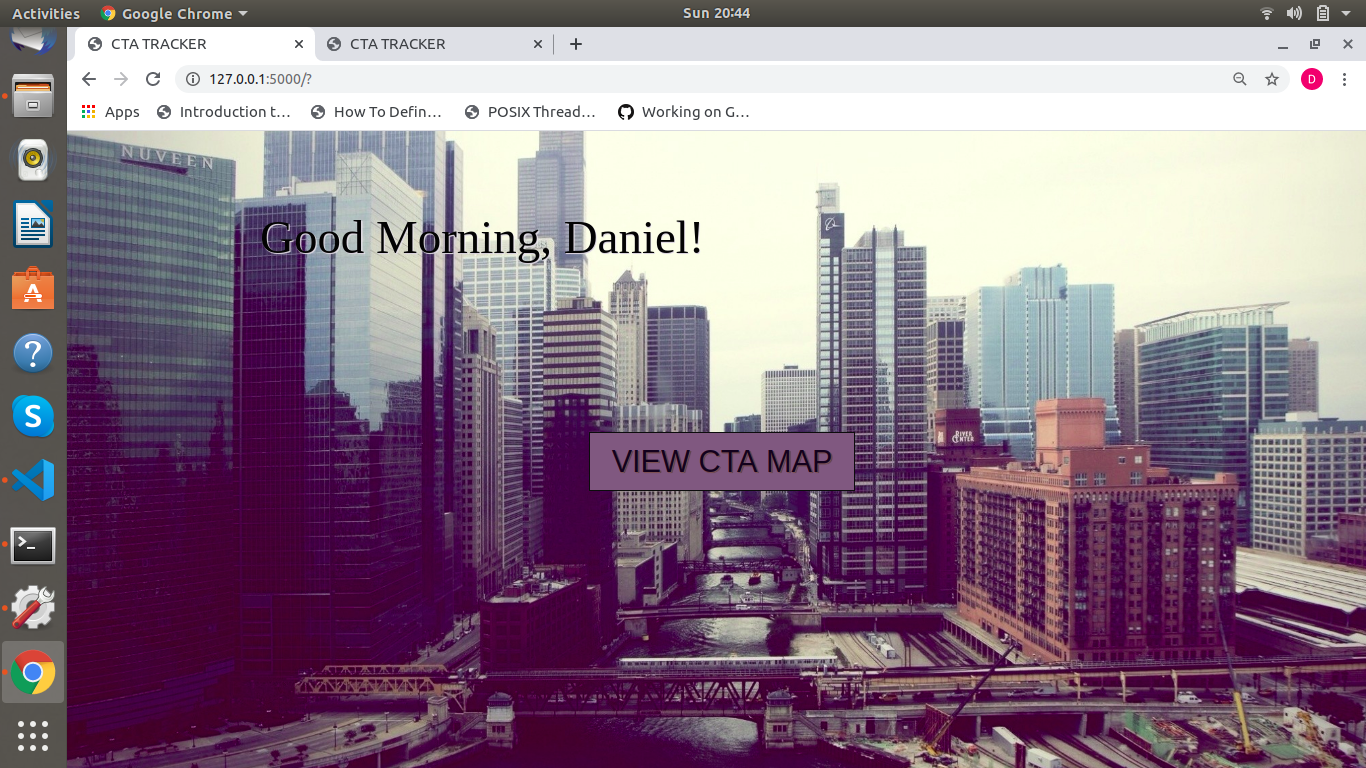 Activities Google Chrome Sun 20:44
CTA TRACKER CTA TRACKER
127.0.0.1:5000/? D
Apps Introduction t… How To Defin… POSIX Thread… Working on G…
NUVEEN
Good Morning, Daniel!
RIVER
CENTER
VIEW CTA MAP